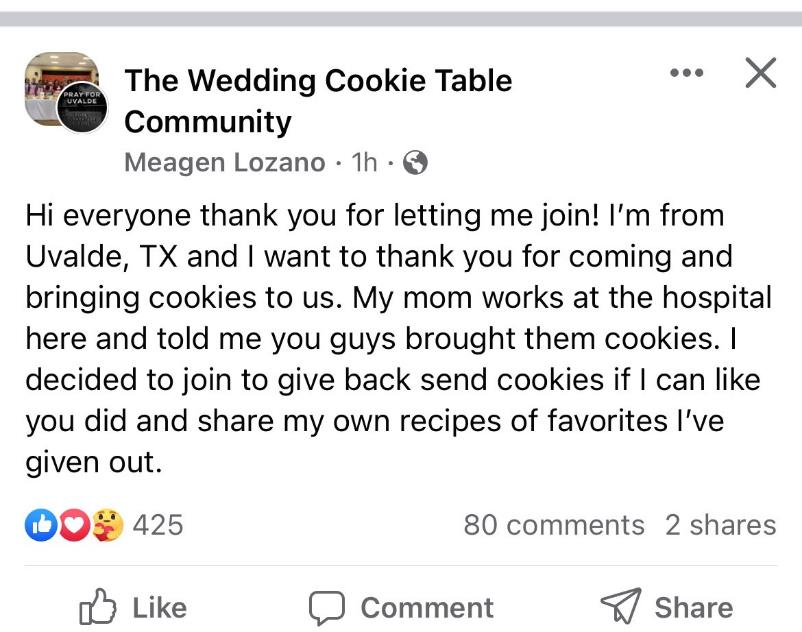 PRAY FOR
UVALDE
The Wedding Cookie Table
Community
Meagen Lozano · 1h ·
Hi everyone thank you for letting me join! I’m from
Uvalde, TX and I want to thank you for coming and
bringing cookies to us. My mom works at the hospital
here and told me you guys brought them cookies. I
decided to join to give back send cookies if I can like
you did and share my own recipes of favorites I’ve
given out.
425 80 comments 2 shares
Like Comment Share